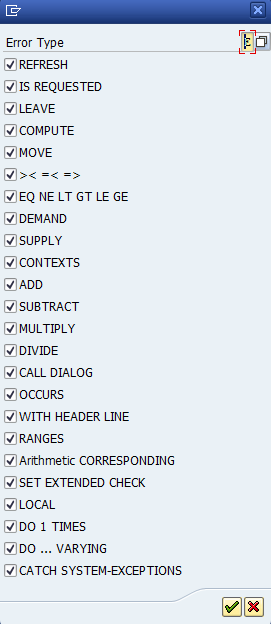 Error Type
REFRESH
IS REQUESTED
LEAVE
COMPUTE
MOVE
>< =< =>
EQ NE LT GT LE GE
DEMAND
SUPPLY
CONTEXTS
ADD
SUBTRACT
MULTIPLY
DIVIDE
CALL DIALOG
OCCURS
WITH HEADER LINE
RANGES
Arithmetic CORRESPONDING
SET EXTENDED CHECK
LOCAL
DO 1 TIMES
DO ... VARYING
CATCH SYSTEM-EXCEPTIONS